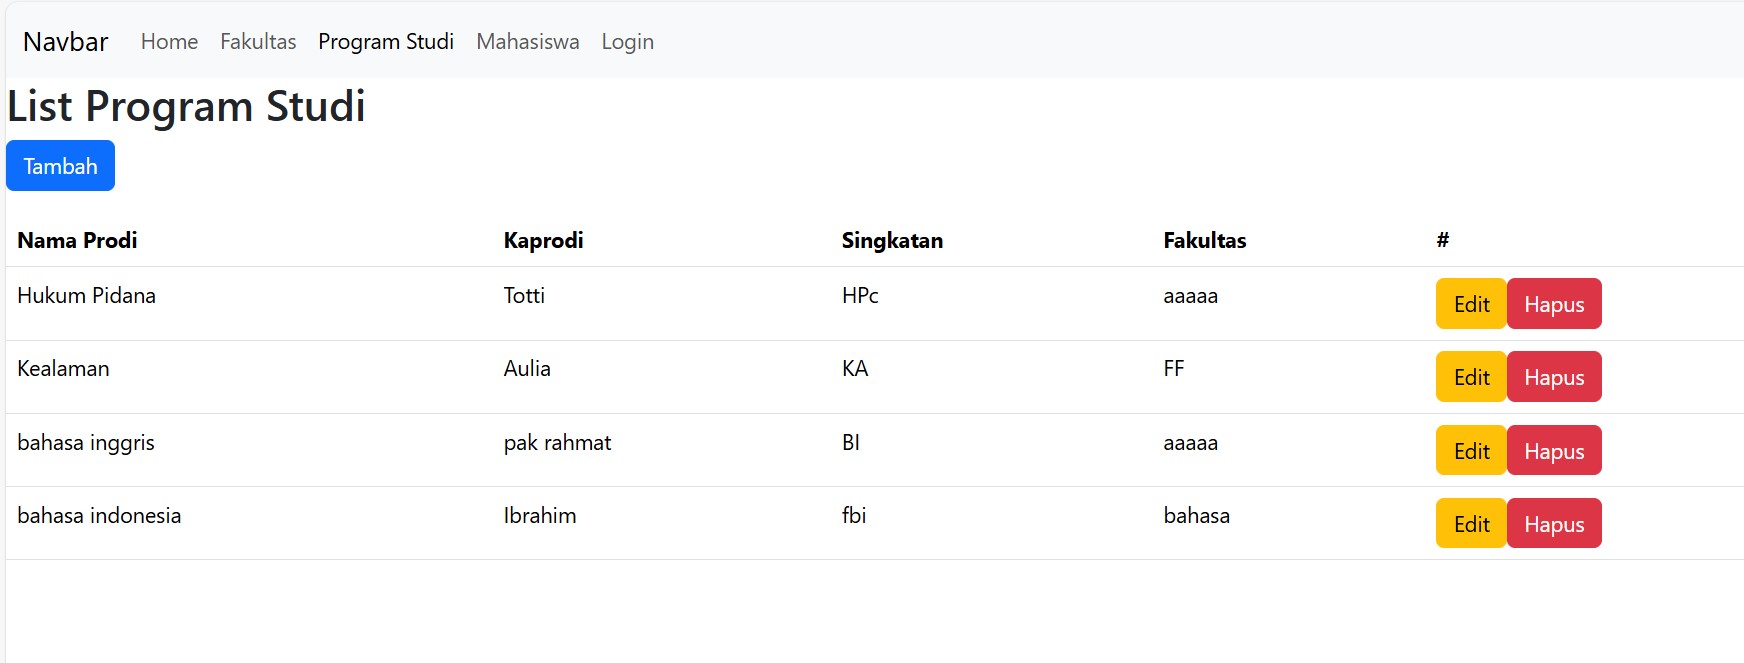 Navbar Home Fakultas Program Studi Mahasiswa Login
List Program Studi
Tambah
Nama Prodi Kaprodi Singkatan Fakultas #
Hukum Pidana Totti HPc aaaaa Edit Hapus
Kealaman Aulia KA FF Edit Hapus
bahasa inggris pak rahmat BI aaaaa Edit Hapus
bahasa indonesia Ibrahim fbi bahasa Edit Hapus